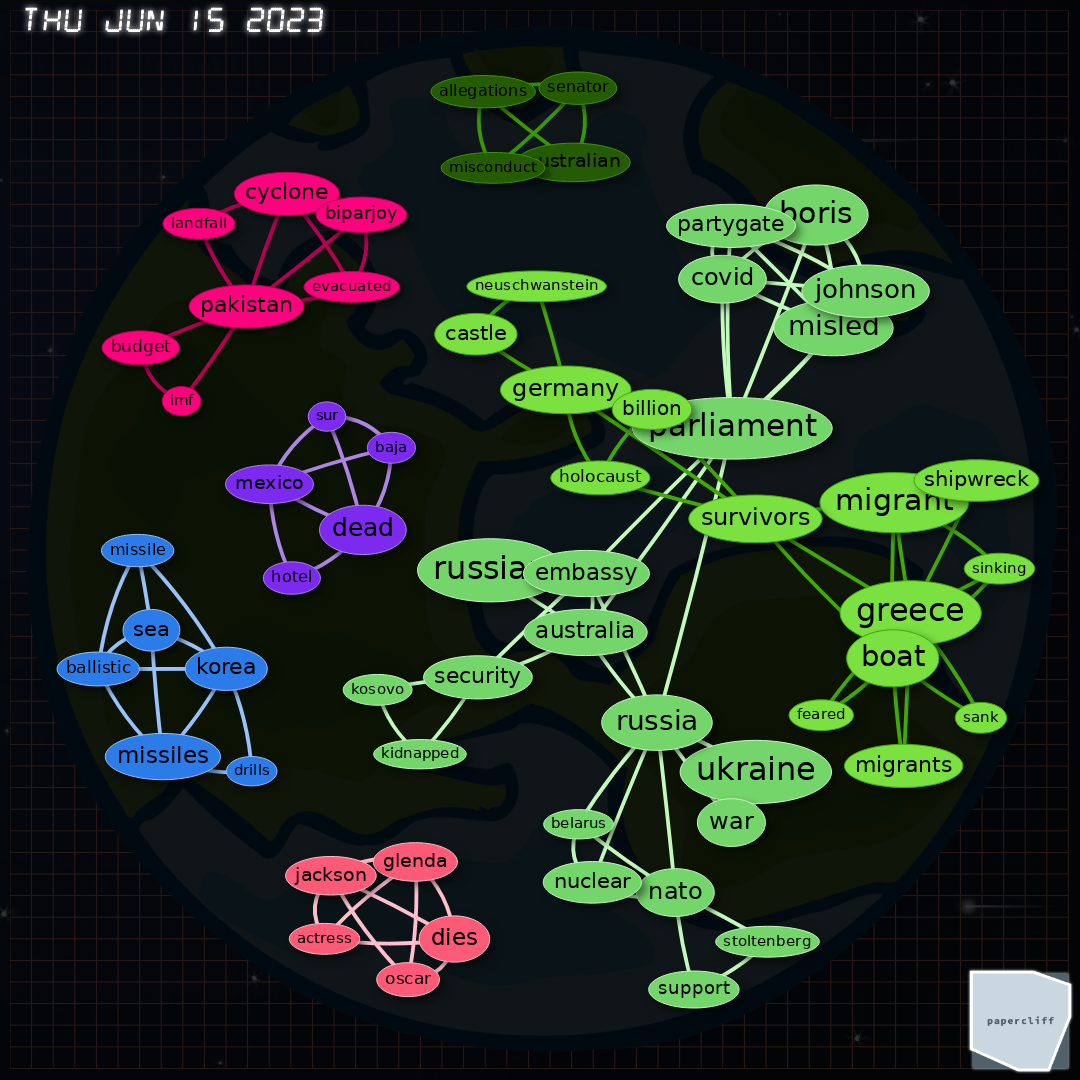 THU JUN 15 2023
allegations
senator
misconduct
ustralian
cyclone
landfall
biparjoy
evacuated
pakistan
budget
imf
partygate
boris
covid
johnson
misled
neuschwanstein
castle
germany
billion
parliament
holocaust
survivors
migrant
shipwreck
sinking
greece
boat
feared
sank
migrants
sur
baja
mexico
dead
hotel
missile
sea
ballistic
korea
missiles
drills
russia
embassy
australia
security
kosovo
kidnapped
russia
ukraine
war
belarus
nuclear
nato
stoltenberg
support
jackson
glenda
actress
dies
oscar
papercliff